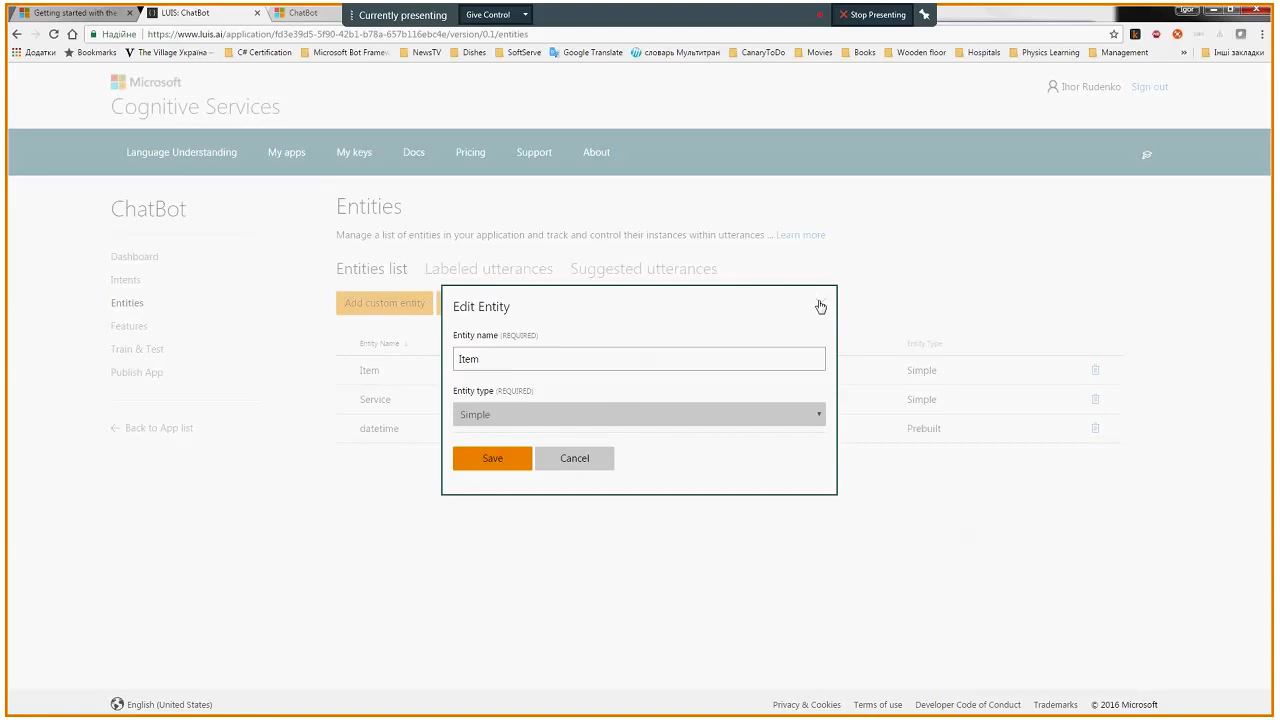 Getting started with the
LUIS: ChatBot
ChatBot
Currently presenting
Give Control
Stop Presenting
Igor
Надійне
https://www.luis.ai/application/fd3e39d5-5f90-42b1-b78a-657b116ebc4e/version/0.1/entities
Додатки
Bookmarks
The Village Україна
C# Certification
Microsoft Bot Framew
NewsTV
Dishes
SoftServe
Google Translate
словарь Мультитран
CanaryToDo
Movies
Books
Wooden floor
Hospitals
Physics Learning
Management
»
Інші закладки
Microsoft
Cognitive Services
Ihor Rudenko
Sign out
Language Understanding
My apps
My keys
Docs
Pricing
Support
About
ChatBot
Dashboard
Intents
Entities
Features
Train & Test
Publish App
Back to App list
Entities
Manage a list of entities in your application and track and control their instances within utterances ... Learn more
Entities list
Labeled utterances
Suggested utterances
Add custom entity
Entity Name
Entity Type
Item
Simple
Service
Simple
datetime
Prebuilt
Edit Entity
Entity name (REQUIRED)
Item
Entity type (REQUIRED)
Simple
Save
Cancel
English (United States)
Privacy & Cookies
Terms of use
Developer Code of Conduct
Trademarks
© 2016 Microsoft